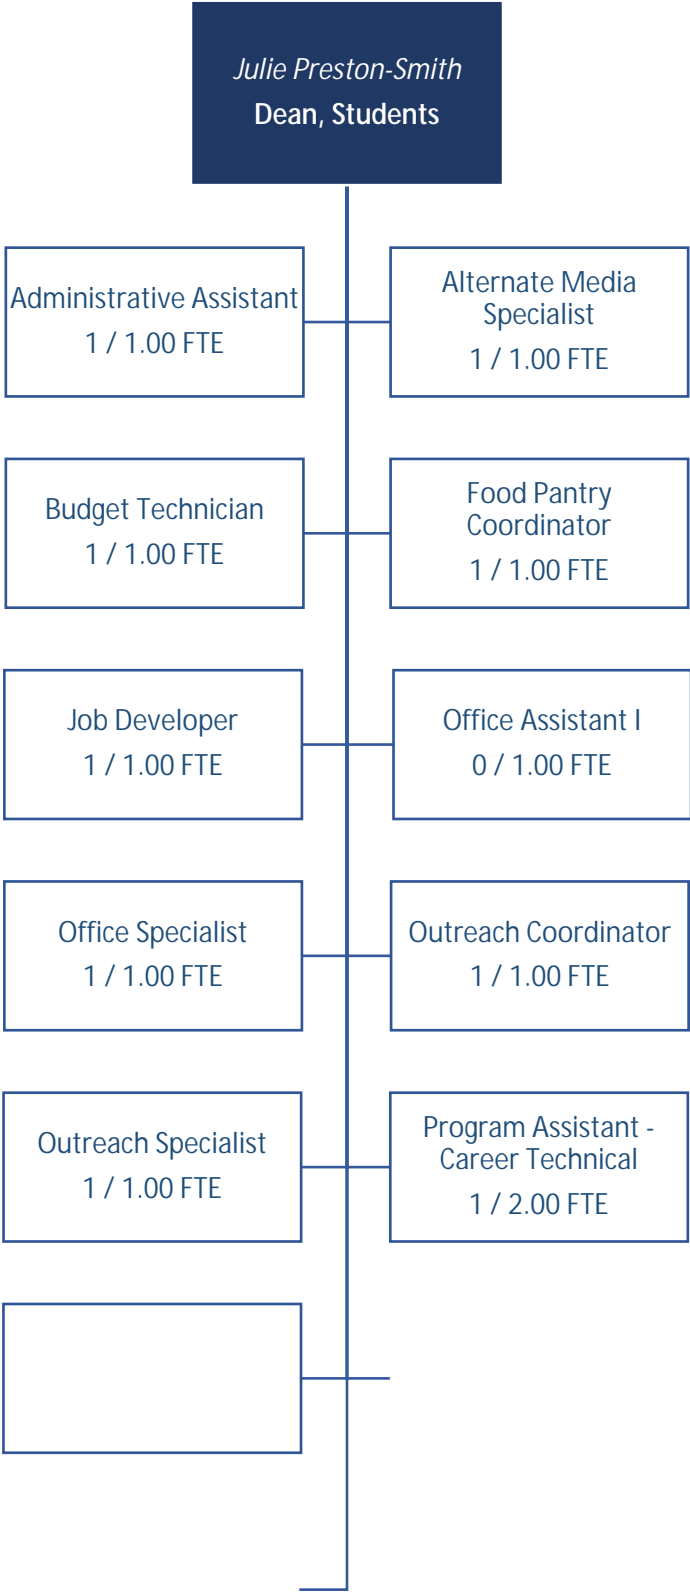 Julie Preston-Smith
Dean, Students
Administrative Assistant
1 / 1.00 FTE
Alternate Media
Specialist
1 / 1.00 FTE
Budget Technician
1 / 1.00 FTE
Food Pantry
Coordinator
1 / 1.00 FTE
Job Developer
1 / 1.00 FTE
Office Assistant I
0 / 1.00 FTE
Office Specialist
1 / 1.00 FTE
Outreach Coordinator
1 / 1.00 FTE
Outreach Specialist
1 / 1.00 FTE
Program Assistant -
Career Technical
1 / 2.00 FTE